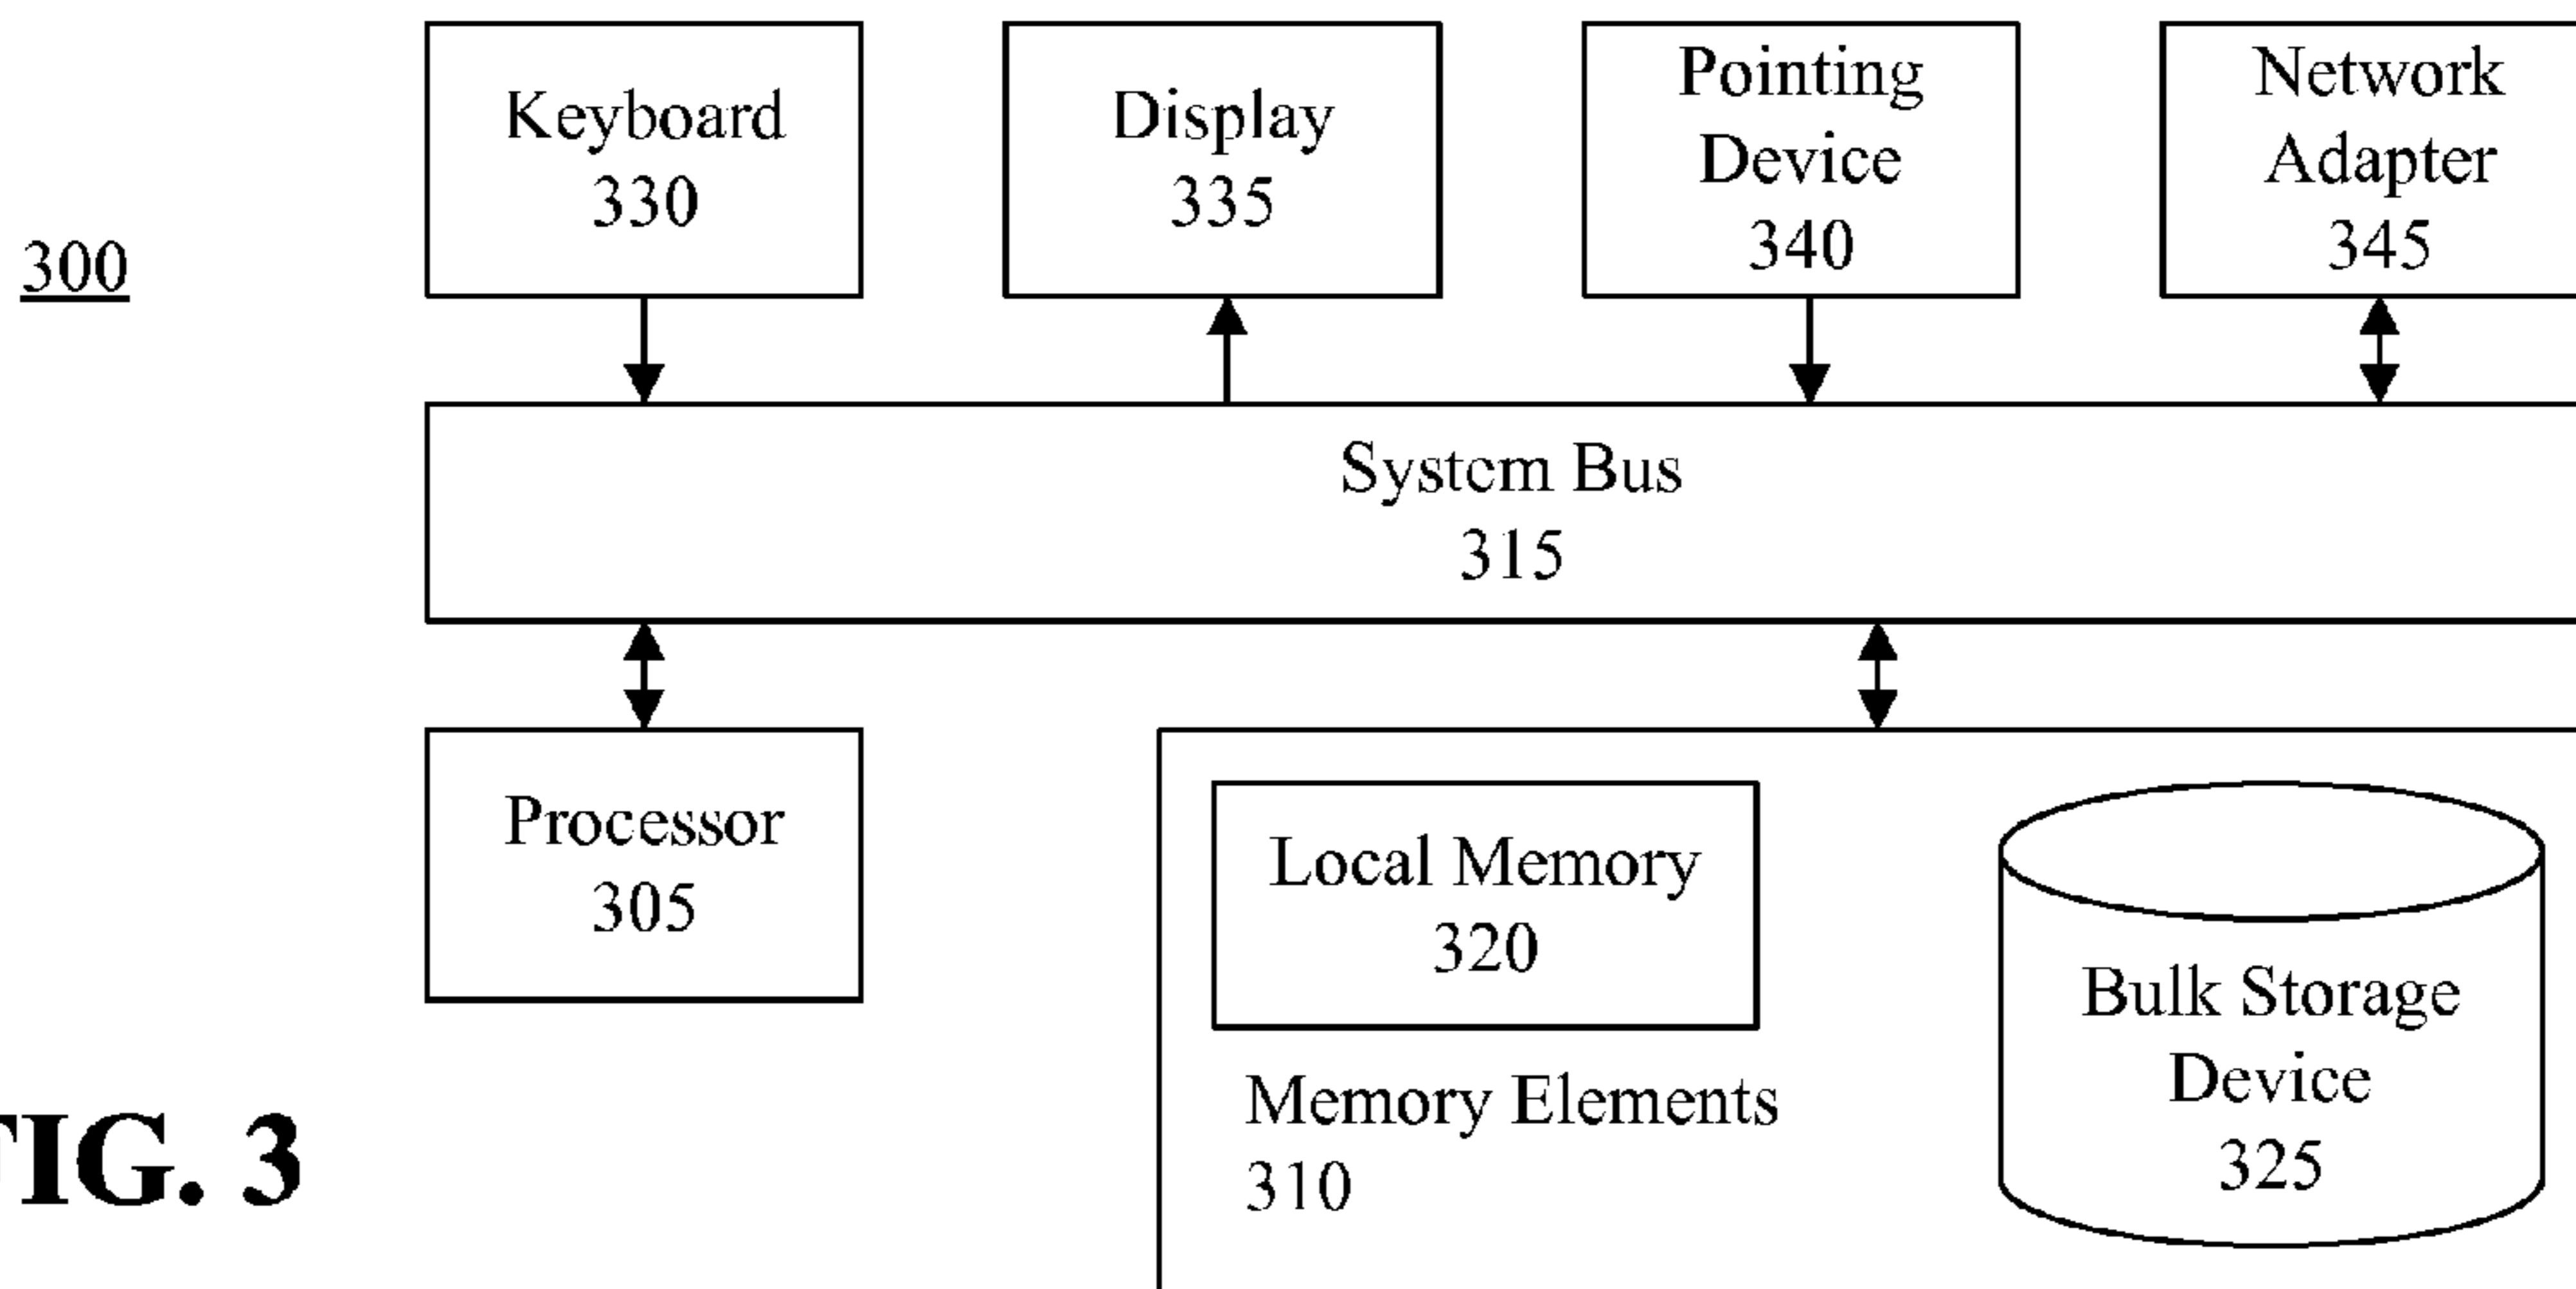 Keyboard
330
Display
335
Pointing
Device
340
Network
Adapter
345
300
System Bus
315
Processor
305
Local Memory
320
Memory Elements
310
Bulk Storage
Device
325
FIG. 3